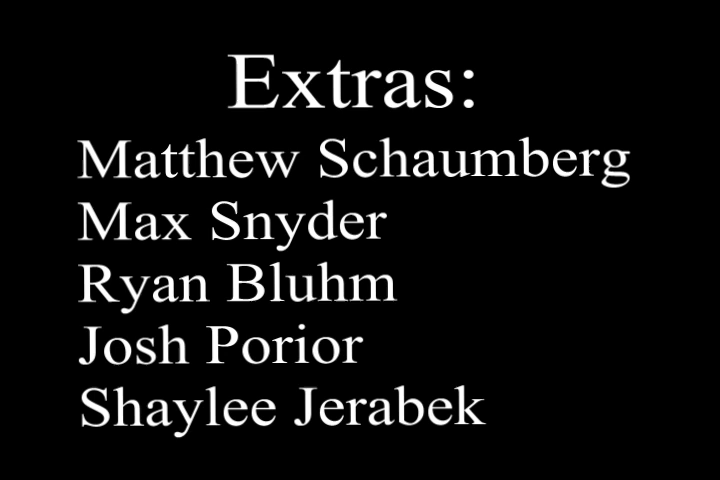 Extras:
Matthew Schaumberg
Max Snyder
Ryan Bluhm
Josh Porior
Shaylee Jerabek